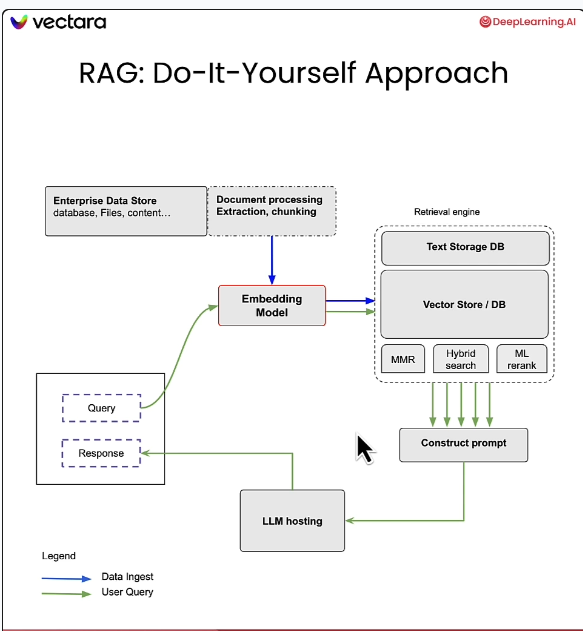 vectara
DeepLearning.AI
RAG: Do-It-Yourself Approach
Enterprise Data Store
database, Files, content...
Document processing
Extraction, chunking
Retrieval engine
Text Storage DB
Embedding
Model
Vector Store / DB
MMR
Hybrid
search
ML
rerank
Query
Response
Construct prompt
LLM hosting
Legend
Data Ingest
User Query